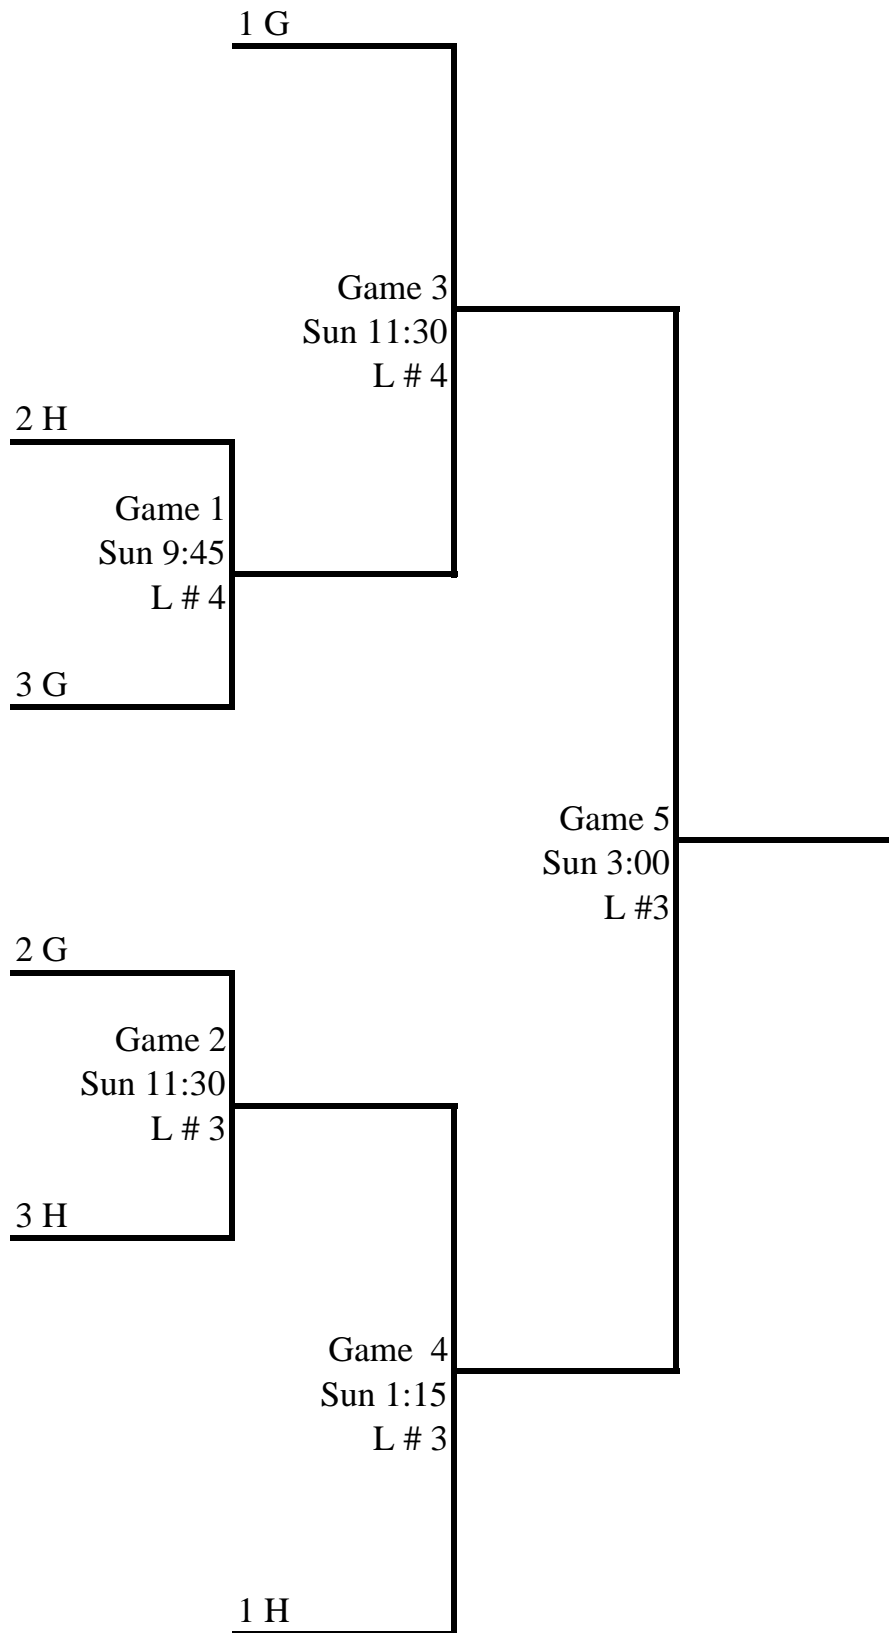 1 G
Game 3
Sun 11:30
L # 4
2 H
Game 1
Sun 9:45
L # 4
3 G
Game 5
Sun 3:00
L #3
2 G
Game 2
Sun 11:30
L # 3
3 H
Game  4
Sun 1:15
L # 3
1 H